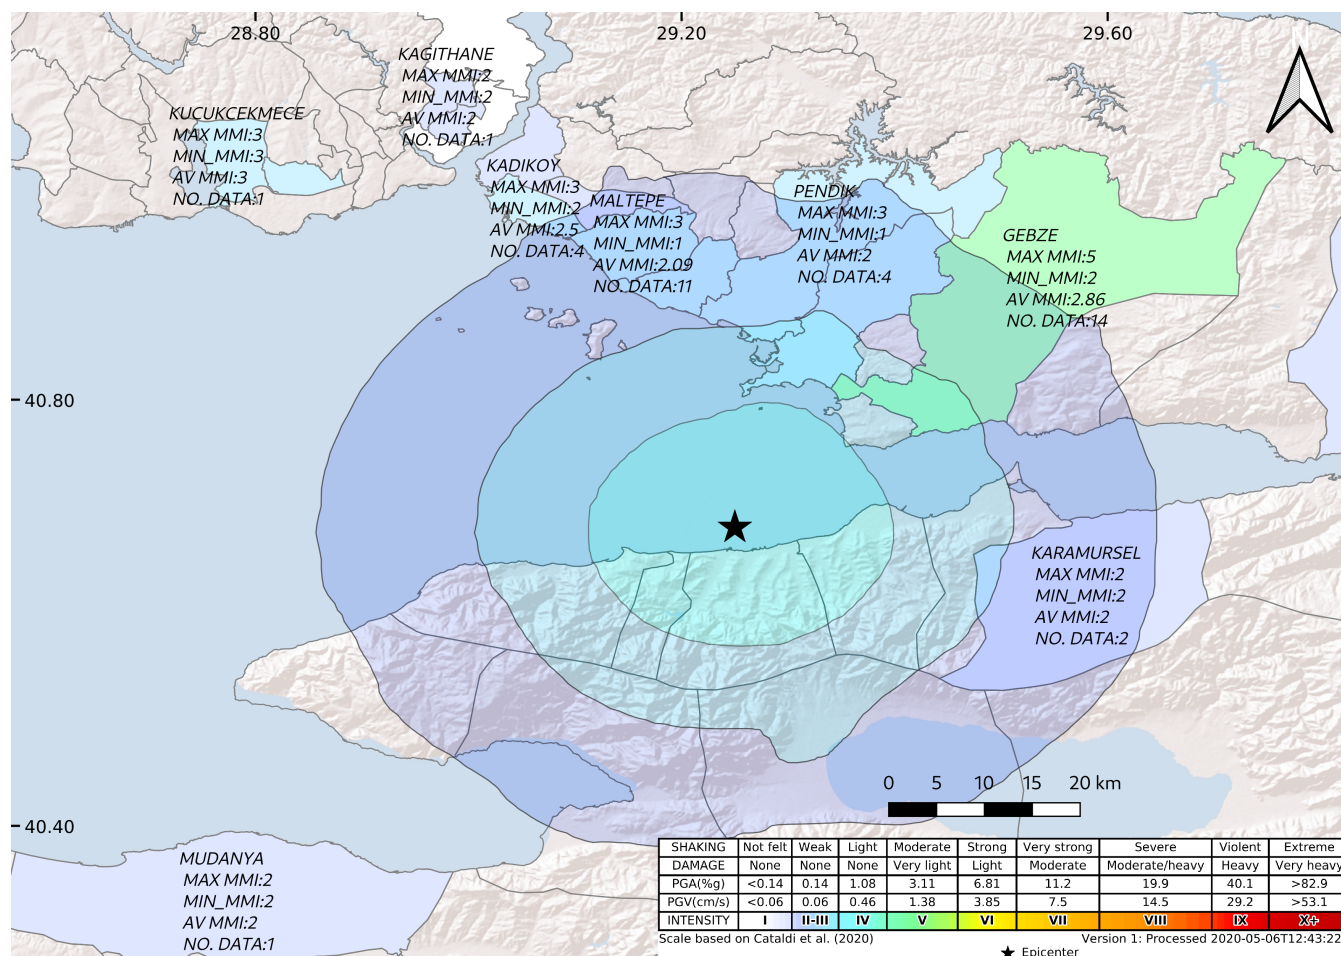 28.80
29.20
29.60
N
KAGITHANE
MAX MMI:2
MIN_MMI:2
AV MMI:2
NO. DATA:1
KUCUKCEKMECE
MAX MMI:3
MIN_MMI:3
AV MMI:3
NO. DATA:1
KADIKOY
MAX MMI:3
MIN_MMI:2
AV MMI:2.5
NO. DATA:4
MALTEPE
MAX MMI:3
MIN_MMI:1
AV MMI:2.09
NO. DATA:11
PENDIK
MAX MMI:3
MIN_MMI:1
AV MMI:2
NO. DATA:4
GEBZE
MAX MMI:5
MIN_MMI:2
AV MMI:2.86
NO. DATA:14
40.80
KARAMURSEL
MAX MMI:2
MIN_MMI:2
AV MMI:2
NO. DATA:2
0 5 10 15 20 km
40.40
MUDANYA
MAX MMI:2
MIN_MMI:2
AV MMI:2
NO. DATA:1
SHAKING Not felt Weak Light Moderate Strong Very strong Severe Violent Extreme
DAMAGE None None None Very light Light Moderate Moderate/heavy Heavy Very heavy
PGA(%g) <0.14 0.14 1.08 3.11 6.81 11.2 19.9 40.1 >82.9
PGV(cm/s) <0.06 0.06 0.46 1.38 3.85 7.5 14.5 29.2 >53.1
INTENSITY I II-III IV V VI VII VIII IX X+
Scale based on Cataldi et al. (2020) Version 1: Processed 2020-05-06T12:43:22
Epicenter